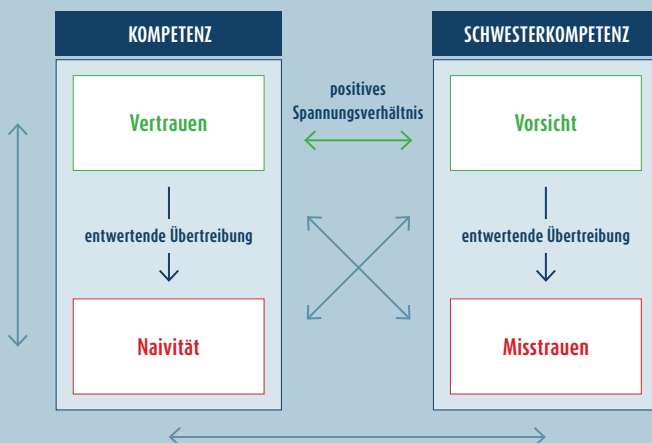 KOMPETENZ
SCHWESTERKOMPETENZ
Vertrauen
positives
Spannungsverhältnis
Vorsicht
entwertende Übertreibung
entwertende Übertreibung
Naivität
Misstrauen